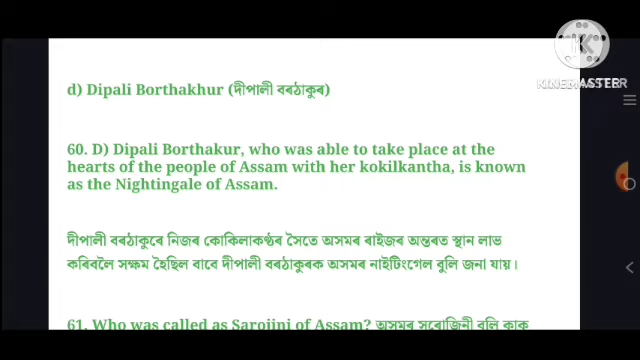 KINEMASTER
d) Dipali Borthakhur (দীপালী বৰঠাকুৰ)
60. D) Dipali Borthakur, who was able to take place at the
hearts of the people of Assam with her kokilkantha, is known
as the Nightingale of Assam.
দীপালী বৰঠাকুৰে নিজৰ কোকিলাকণ্ঠৰ সৈতে অসমৰ ৰাইজৰ অন্তৰত স্থান লাভ
কৰিবলৈ সক্ষম হৈছিল বাবে দীপালী বৰঠাকুৰক অসমৰ নাইটিংগেল বুলি জনা যায়।
61. Who was called as Sarojini of Assam? অসমৰ সৰোজিনী বুলি কাক